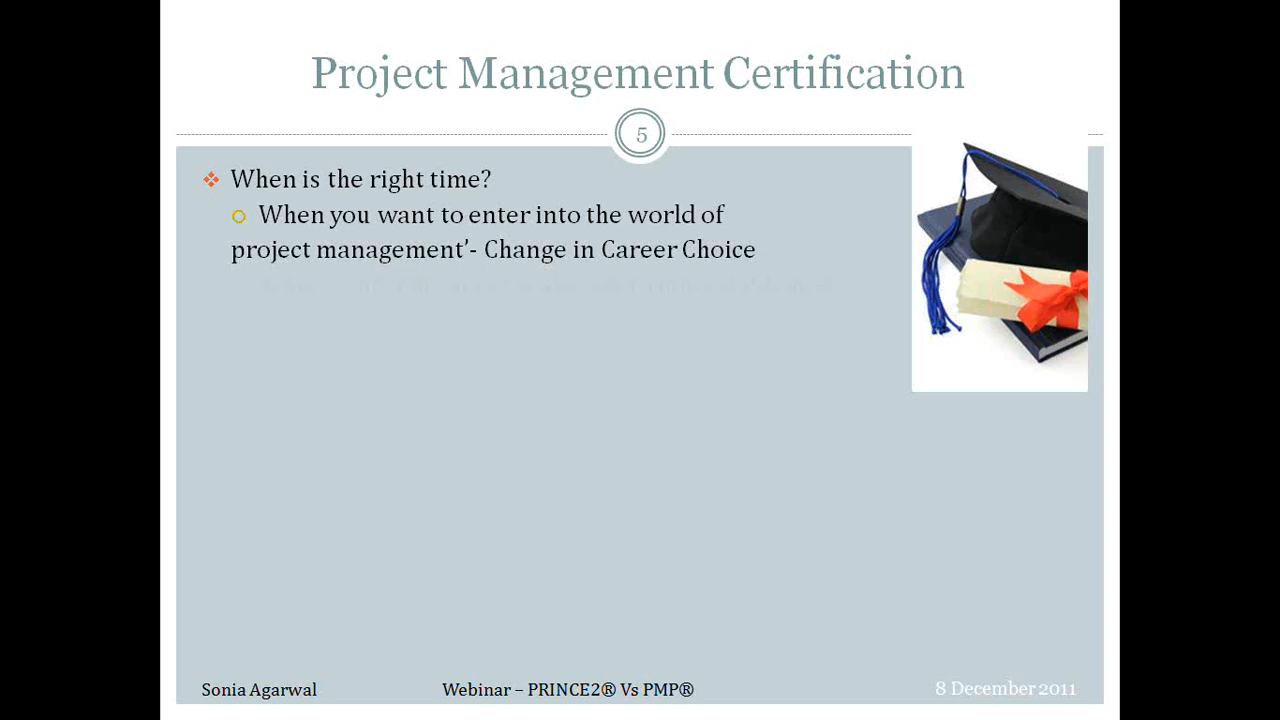 Project Management Certification
5
When is the right time?
When you want to enter into the world of
project management’- Change in Career Choice
Sonia Agarwal
Webinar – PRINCE2® Vs PMP®
8 December 2011